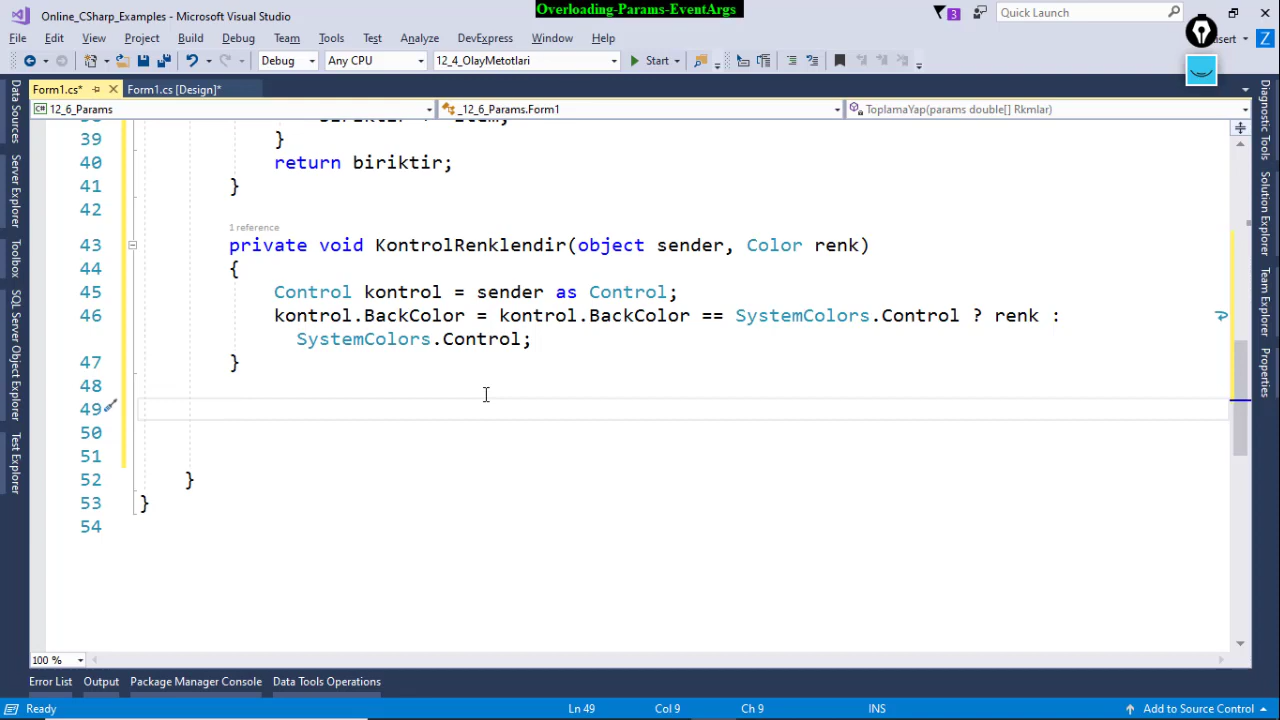 Online_CSharp_Examples - Microsoft Visual Studio
Overloading-Params-EventArgs
3
Quick Launch
File Edit View Project Build Debug Team Tools Test Analyze DevExpress Window Help
Z
Debug Any CPU 12_4_OlayMetotlari Start
Form1.cs* Form1.cs [Design]*
12_6_Params _12_6_Params.Form1 ToplamaYap(params double[] Rkmlar)
Data Sources
Server Explorer
Toolbox
SQL Server Object Explorer
Test Explorer
39 }
40 return biriktir;
41 }
42
1 reference
43 private void KontrolRenklendir(object sender, Color renk)
44 {
45 Control kontrol = sender as Control;
46 kontrol.BackColor = kontrol.BackColor == SystemColors.Control ? renk :
SystemColors.Control;
47 }
48
49
50
51
52 }
53 }
54
Diagnostic Tools
Solution Explorer
Team Explorer
Properties
100 %
Error List Output Package Manager Console Data Tools Operations
Ready Ln 49 Col 9 Ch 9 INS Add to Source Control